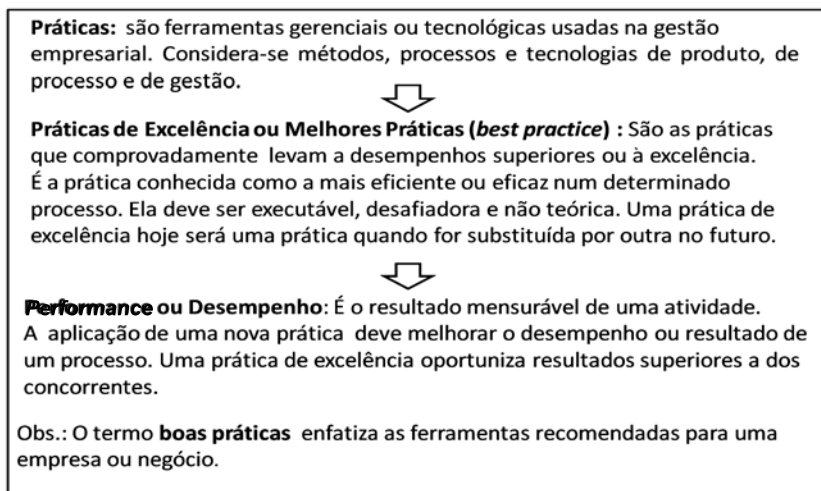 Práticas: são ferramentas gerenciais ou tecnológicas usadas na gestão
empresarial. Considera-se métodos, processos e tecnologias de produto, de
processo e de gestão.
Práticas de Excelência ou Melhores Práticas (best practice) : São as práticas
que comprovadamente levam a desempenhos superiores ou à excelência.
É a prática conhecida como a mais eficiente ou eficaz num determinado
processo. Ela deve ser executável, desafiadora e não teórica. Uma prática de
excelência hoje será uma prática quando for substituída por outra no futuro.
Performance ou Desempenho: É o resultado mensurável de uma atividade.
A aplicação de uma nova prática deve melhorar o desempenho ou resultado de
um processo. Uma prática de excelência oportuniza resultados superiores a dos
concorrentes.
Obs.: O termo boas práticas enfatiza as ferramentas recomendadas para uma
empresa ou negócio.